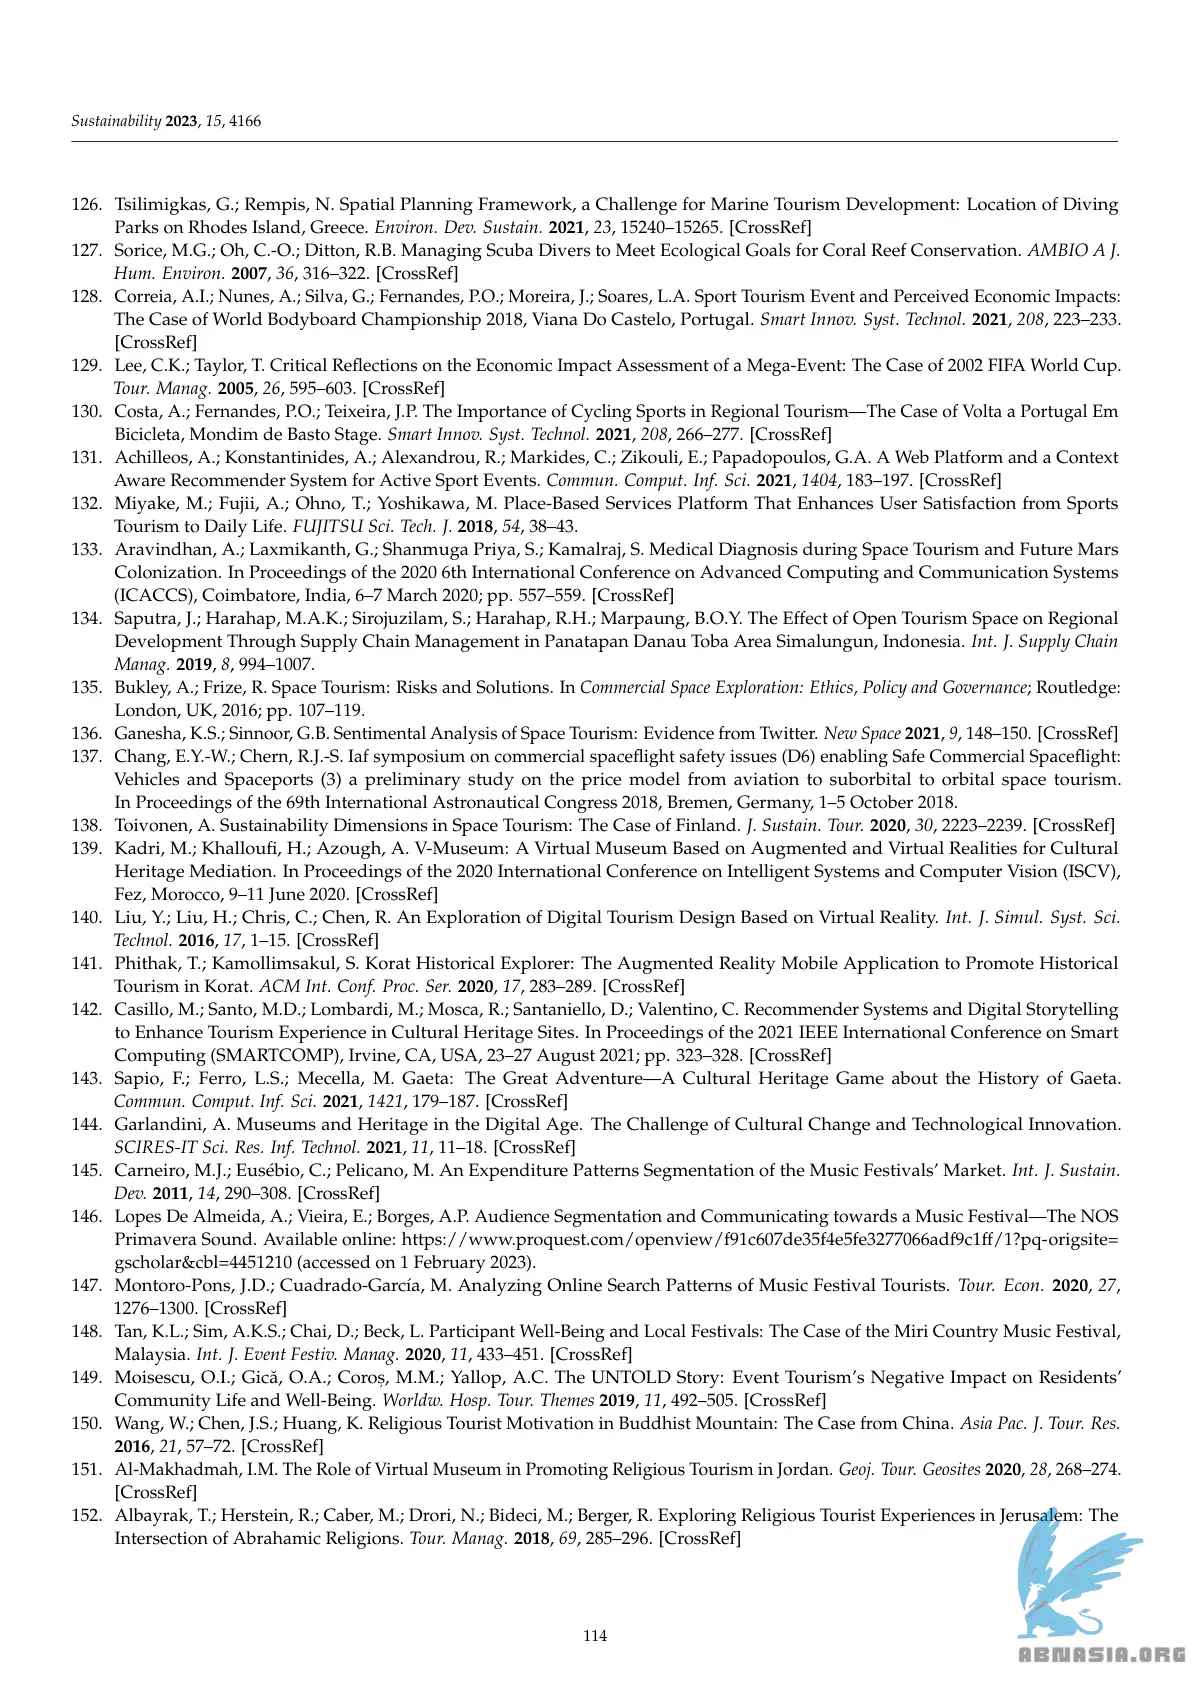 Sustainability 2023, 15, 4166
126. Tsilimigkas, G.; Rempis, N. Spatial Planning Framework, a Challenge for Marine Tourism Development: Location of Diving
Parks on Rhodes Island, Greece. Environ. Dev. Sustain. 2021, 23, 15240–15265. [CrossRef]
127. Sorice, M.G.; Oh, C.-O.; Ditton, R.B. Managing Scuba Divers to Meet Ecological Goals for Coral Reef Conservation. AMBIO A J.
Hum. Environ. 2007, 36, 316–322. [CrossRef]
128. Correia, A.I.; Nunes, A.; Silva, G.; Fernandes, P.O.; Moreira, J.; Soares, L.A. Sport Tourism Event and Perceived Economic Impacts:
The Case of World Bodyboard Championship 2018, Viana Do Castelo, Portugal. Smart Innov. Syst. Technol. 2021, 208, 223–233.
[CrossRef]
129. Lee, C.K.; Taylor, T. Critical Reflections on the Economic Impact Assessment of a Mega-Event: The Case of 2002 FIFA World Cup.
Tour. Manag. 2005, 26, 595–603. [CrossRef]
130. Costa, A.; Fernandes, P.O.; Teixeira, J.P. The Importance of Cycling Sports in Regional Tourism—The Case of Volta a Portugal Em
Bicicleta, Mondim de Basto Stage. Smart Innov. Syst. Technol. 2021, 208, 266–277. [CrossRef]
131. Achilleos, A.; Konstantinides, A.; Alexandrou, R.; Markides, C.; Zikouli, E.; Papadopoulos, G.A. A Web Platform and a Context
Aware Recommender System for Active Sport Events. Commun. Comput. Inf. Sci. 2021, 1404, 183–197. [CrossRef]
132. Miyake, M.; Fujii, A.; Ohno, T.; Yoshikawa, M. Place-Based Services Platform That Enhances User Satisfaction from Sports
Tourism to Daily Life. FUJITSU Sci. Tech. J. 2018, 54, 38–43.
133. Aravindhan, A.; Laxmikanth, G.; Shanmuga Priya, S.; Kamalraj, S. Medical Diagnosis during Space Tourism and Future Mars
Colonization. In Proceedings of the 2020 6th International Conference on Advanced Computing and Communication Systems
(ICACCS), Coimbatore, India, 6–7 March 2020; pp. 557–559. [CrossRef]
134. Saputra, J.; Harahap, M.A.K.; Sirojuzilam, S.; Harahap, R.H.; Marpaung, B.O.Y. The Effect of Open Tourism Space on Regional
Development Through Supply Chain Management in Panatapan Danau Toba Area Simalungun, Indonesia. Int. J. Supply Chain
Manag. 2019, 8, 994–1007.
135. Bukley, A.; Frize, R. Space Tourism: Risks and Solutions. In Commercial Space Exploration: Ethics, Policy and Governance; Routledge:
London, UK, 2016; pp. 107–119.
136. Ganesha, K.S.; Sinnoor, G.B. Sentimental Analysis of Space Tourism: Evidence from Twitter. New Space 2021, 9, 148–150. [CrossRef]
137. Chang, E.Y.-W.; Chern, R.J.-S. Iaf symposium on commercial spaceflight safety issues (D6) enabling Safe Commercial Spaceflight:
Vehicles and Spaceports (3) a preliminary study on the price model from aviation to suborbital to orbital space tourism.
In Proceedings of the 69th International Astronautical Congress 2018, Bremen, Germany, 1–5 October 2018.
138. Toivonen, A. Sustainability Dimensions in Space Tourism: The Case of Finland. J. Sustain. Tour. 2020, 30, 2223–2239. [CrossRef]
139. Kadri, M.; Khalloufi, H.; Azough, A. V-Museum: A Virtual Museum Based on Augmented and Virtual Realities for Cultural
Heritage Mediation. In Proceedings of the 2020 International Conference on Intelligent Systems and Computer Vision (ISCV),
Fez, Morocco, 9–11 June 2020. [CrossRef]
140. Liu, Y.; Liu, H.; Chris, C.; Chen, R. An Exploration of Digital Tourism Design Based on Virtual Reality. Int. J. Simul. Syst. Sci.
Technol. 2016, 17, 1–15. [CrossRef]
141. Phithak, T.; Kamollimsakul, S. Korat Historical Explorer: The Augmented Reality Mobile Application to Promote Historical
Tourism in Korat. ACM Int. Conf. Proc. Ser. 2020, 17, 283–289. [CrossRef]
142. Casillo, M.; Santo, M.D.; Lombardi, M.; Mosca, R.; Santaniello, D.; Valentino, C. Recommender Systems and Digital Storytelling
to Enhance Tourism Experience in Cultural Heritage Sites. In Proceedings of the 2021 IEEE International Conference on Smart
Computing (SMARTCOMP), Irvine, CA, USA, 23–27 August 2021; pp. 323–328. [CrossRef]
143. Sapio, F.; Ferro, L.S.; Mecella, M. Gaeta: The Great Adventure—A Cultural Heritage Game about the History of Gaeta.
Commun. Comput. Inf. Sci. 2021, 1421, 179–187. [CrossRef]
144. Garlandini, A. Museums and Heritage in the Digital Age. The Challenge of Cultural Change and Technological Innovation.
SCIRES-IT Sci. Res. Inf. Technol. 2021, 11, 11–18. [CrossRef]
145. Carneiro, M.J.; Eusébio, C.; Pelicano, M. An Expenditure Patterns Segmentation of the Music Festivals’ Market. Int. J. Sustain.
Dev. 2011, 14, 290–308. [CrossRef]
146. Lopes De Almeida, A.; Vieira, E.; Borges, A.P. Audience Segmentation and Communicating towards a Music Festival—The NOS
Primavera Sound. Available online: https://www.proquest.com/openview/f91c607de35f4e5fe3277066adf9c1ff/1?pq-origsite=
gscholar&cbl=4451210 (accessed on 1 February 2023).
147. Montoro-Pons, J.D.; Cuadrado-García, M. Analyzing Online Search Patterns of Music Festival Tourists. Tour. Econ. 2020, 27,
1276–1300. [CrossRef]
148. Tan, K.L.; Sim, A.K.S.; Chai, D.; Beck, L. Participant Well-Being and Local Festivals: The Case of the Miri Country Music Festival,
Malaysia. Int. J. Event Festiv. Manag. 2020, 11, 433–451. [CrossRef]
149. Moisescu, O.I.; Gică, O.A.; Coroș, M.M.; Yallop, A.C. The UNTOLD Story: Event Tourism’s Negative Impact on Residents’
Community Life and Well-Being. Worldw. Hosp. Tour. Themes 2019, 11, 492–505. [CrossRef]
150. Wang, W.; Chen, J.S.; Huang, K. Religious Tourist Motivation in Buddhist Mountain: The Case from China. Asia Pac. J. Tour. Res.
2016, 21, 57–72. [CrossRef]
151. Al-Makhadmah, I.M. The Role of Virtual Museum in Promoting Religious Tourism in Jordan. Geoj. Tour. Geosites 2020, 28, 268–274.
[CrossRef]
152. Albayrak, T.; Herstein, R.; Caber, M.; Drori, N.; Bideci, M.; Berger, R. Exploring Religious Tourist Experiences in Jerusalem: The
Intersection of Abrahamic Religions. Tour. Manag. 2018, 69, 285–296. [CrossRef]
114
ABNASIA.ORG